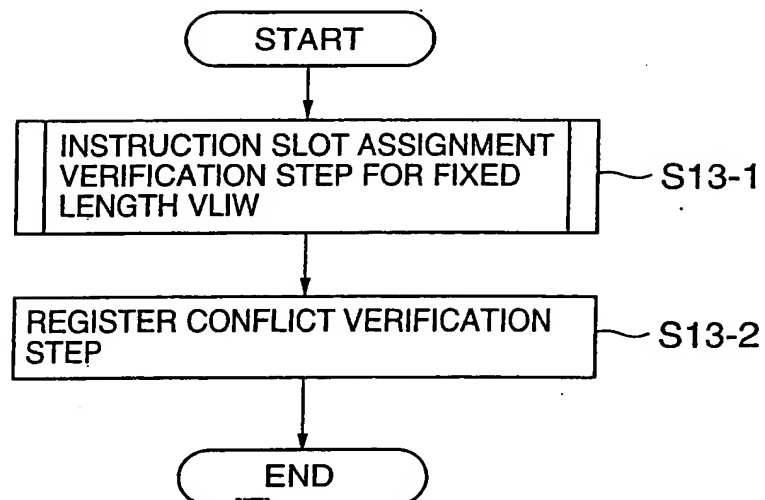 START
INSTRUCTION SLOT ASSIGNMENT
VERIFICATION STEP FOR FIXED
LENGTH VLIW
S13-1
REGISTER CONFLICT VERIFICATION
STEP
S13-2
END